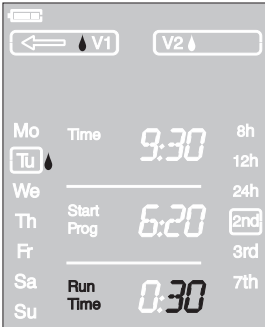 V1 V2
Mo Time 9:30 8h
Tu 12h
We 24h
Th Start Prog 6:20 2nd
Fr 3rd
Sa Run Time 0:30 7th
Su